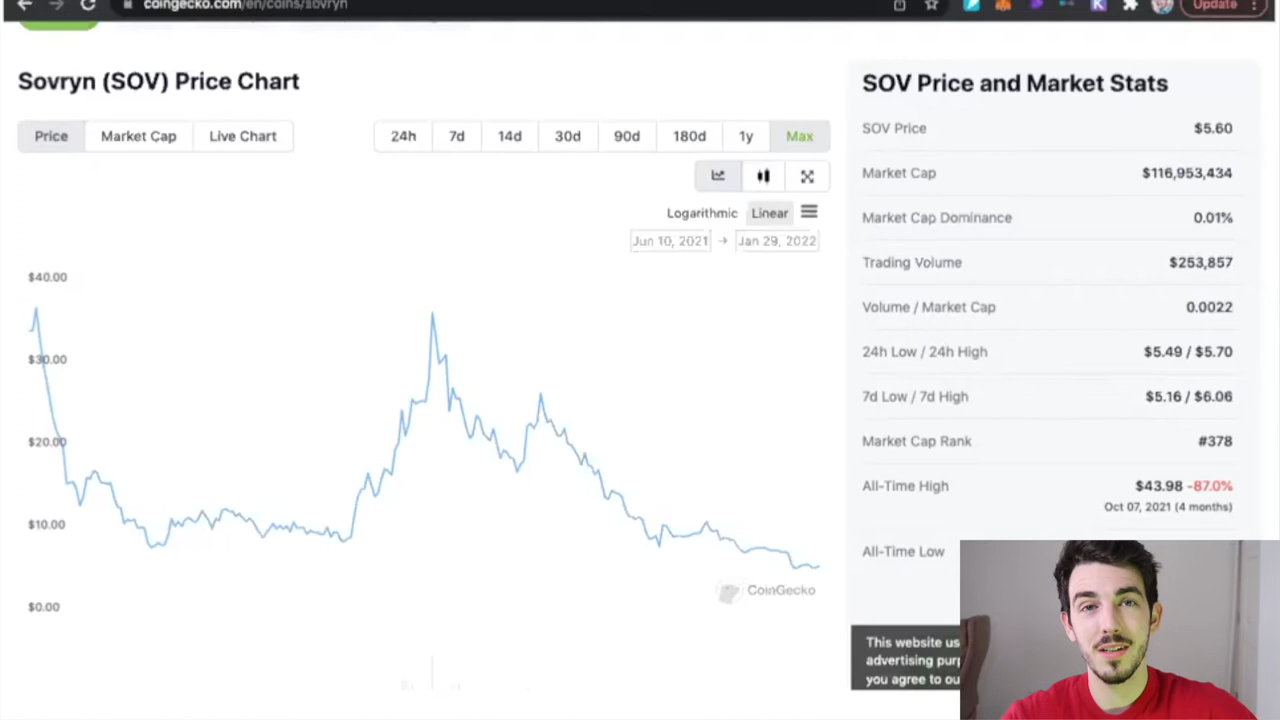 coingecko.com/en/coins/sovryn
Update
Sovryn (SOV) Price Chart
Price Market Cap Live Chart
24h 7d 14d 30d 90d 180d 1y Max
Logarithmic Linear
Jun 10, 2021 → Jan 29, 2022
$40.00
$30.00
$20.00
$10.00
$0.00
CoinGecko
SOV Price and Market Stats
SOV Price $5.60
Market Cap $116,953,434
Market Cap Dominance 0.01%
Trading Volume $253,857
Volume / Market Cap 0.0022
24h Low / 24h High $5.49 / $5.70
7d Low / 7d High $5.16 / $6.06
Market Cap Rank #378
All-Time High $43.98 -87.0%
Oct 07, 2021 (4 months)
All-Time Low
This website us
advertising purp
you agree to ou